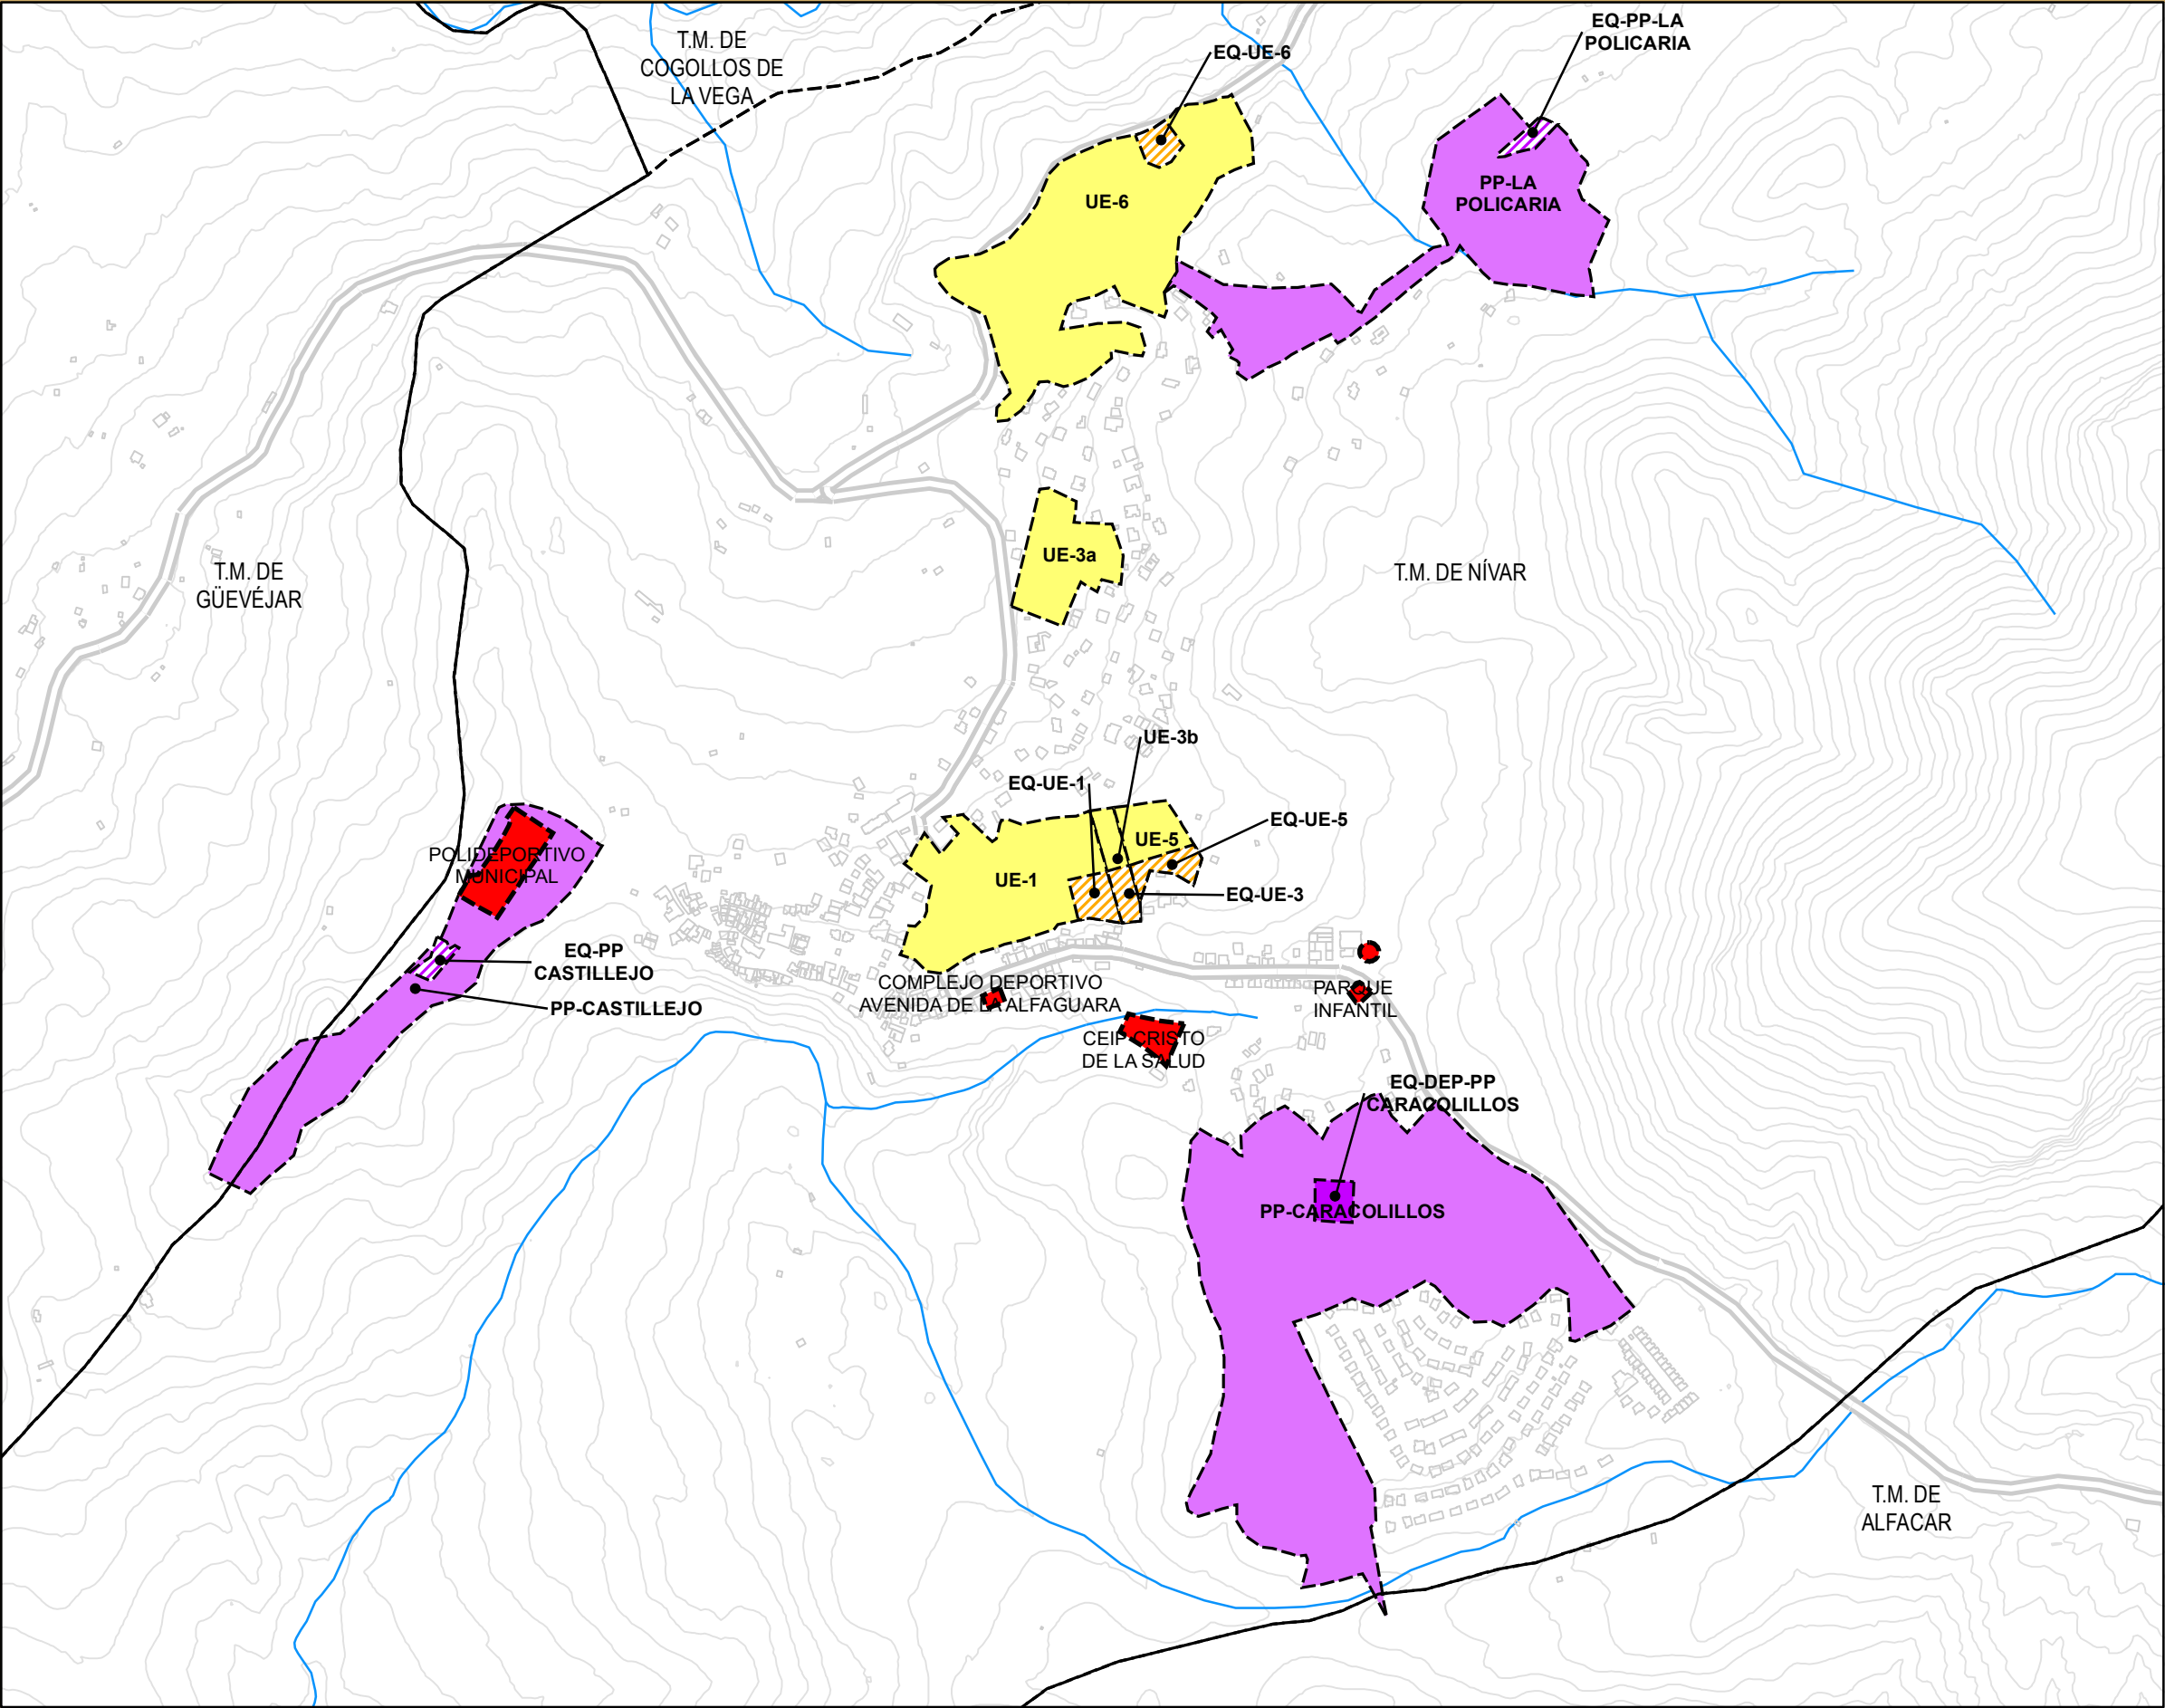 EQ-PP-LA
POLICARIA
T.M. DE
COGOLLOS DE
LA VEGA
EQ-UE-6
PP-LA
POLICARIA
UE-6
UE-3a
T.M. DE
GÜEVÉJAR
T.M. DE NÍVAR
UE-3b
EQ-UE-1
EQ-UE-5
UE-5
POLIDEPORTIVO
MUNICIPAL
UE-1
EQ-UE-3
EQ-PP
CASTILLEJO
PP-CASTILLEJO
COMPLEJO DEPORTIVO
AVENIDA DE LA ALFAGUARA
PARQUE
INFANTIL
CEIP CRISTO
DE LA SALUD
EQ-DEP-PP
CARACOLILLOS
PP-CARACOLILLOS
T.M. DE
ALFACAR